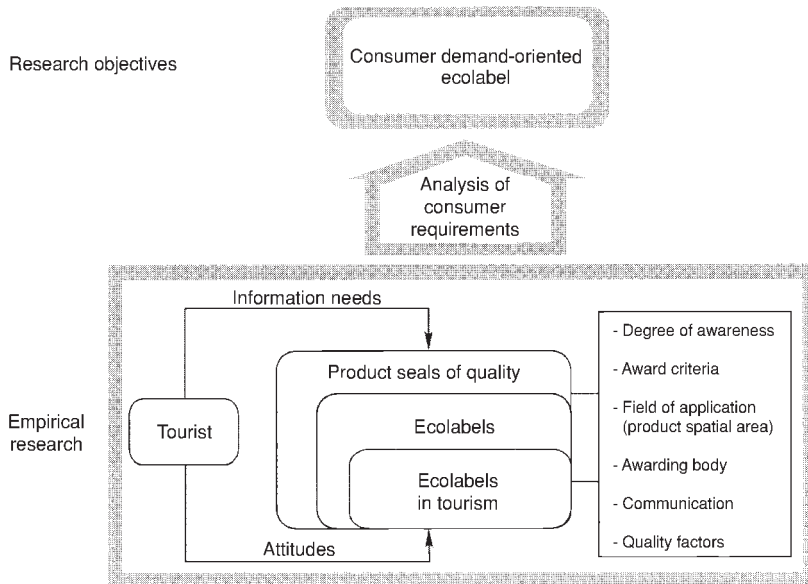 Research objectives
Consumer demand-oriented
ecolabel
Analysis of
consumer
requirements
Empirical
research
Information needs
Tourist
Attitudes
Product seals of quality
Ecolabels
Ecolabels
in tourism
- Degree of awareness
- Award criteria
- Field of application
(product spatial area)
- Awarding body
- Communication
- Quality factors